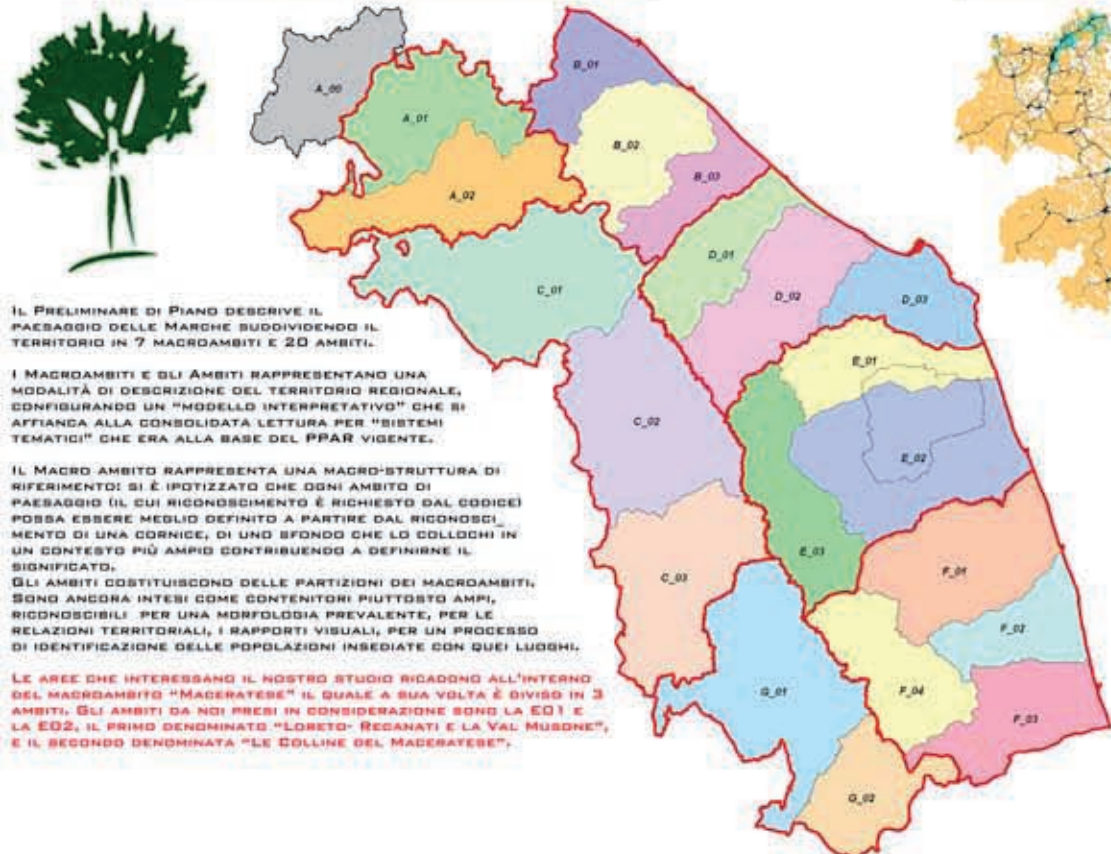 A_00
A_01
A_02
B_01
B_02
B_03
C_01
D_01
D_02
D_03
E_01
C_02
E_02
E_03
C_03
F_01
F_02
G_01
F_04
F_03
G_02
IL PRELIMINARE DI PIANO DESCRIVE IL
PAESAGGIO DELLE MARCHE SUDDIVIDENDO IL
TERRITORIO IN 7 MACROAMBITI E 20 AMBITI.
I MACROAMBITI E GLI AMBITI RAPPRESENTANO UNA
MODALITÀ DI DESCRIZIONE DEL TERRITORIO REGIONALE,
CONFIGURANDO UN "MODELLO INTERPRETATIVO" CHE SI
AFFIANCA ALLA CONSOLIDATA LETTURA PER "SISTEMI
TEMATICI" CHE ERA ALLA BASE DEL PPAR VIGENTE.
IL MACRO AMBITO RAPPRESENTA UNA MACRO-STRUTTURA DI
RIFERIMENTO: SI È IPOTIZZATO CHE OGNI AMBITO DI
PAESAGGIO (IL CUI RICONOSCIMENTO È RICHIESTO DAL CODICE)
POSSA ESSERE MEGLIO DEFINITO A PARTIRE DAL RICONOSCI_
MENTO DI UNA CORNICE, DI UNO SFONDO CHE LO COLLOCHI IN
UN CONTESTO PIÙ AMPIO CONTRIBUENDO A DEFINIRNE IL
SIGNIFICATO.
GLI AMBITI COSTITUISCONO DELLE PARTIZIONI DEI MACROAMBITI.
SONO ANCORA INTESI COME CONTENITORI PIUTTOSTO AMPI,
RICONOSCIBILI PER UNA MORFOLOGIA PREVALENTE, PER LE
RELAZIONI TERRITORIALI, I RAPPORTI VISUALI, PER UN PROCESSO
DI IDENTIFICAZIONE DELLE POPOLAZIONI INSEDIATE CON QUEI LUOGHI.
LE AREE CHE INTERESSANO IL NOSTRO STUDIO RICADONO ALL'INTERNO
DEL MACROAMBITO "MACERATESE" IL QUALE A SUA VOLTA È DIVISO IN 3
AMBITI. GLI AMBITI DA NOI PRESI IN CONSIDERAZIONE SONO LA E01 E
LA E02, IL PRIMO DENOMINATO "LORETO- RECANATI E LA VAL MUSONE",
E IL SECONDO DENOMINATA "LE COLLINE DEL MACERATESE".